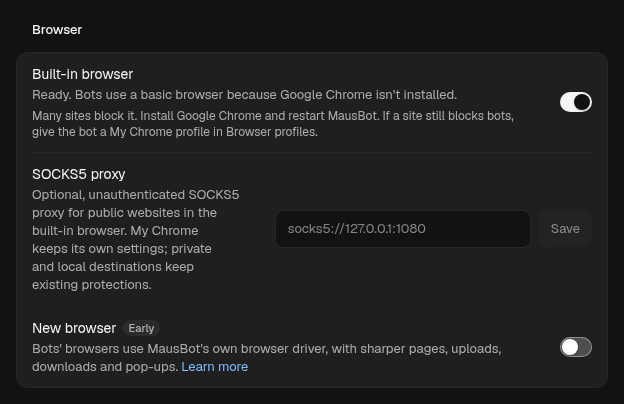 Browser
Built-in browser
Ready. Bots use a basic browser because Google Chrome isn't installed.
Many sites block it. Install Google Chrome and restart MausBot. If a site still blocks bots,
give the bot a My Chrome profile in Browser profiles.
SOCKS5 proxy
Optional, unauthenticated SOCKS5
proxy for public websites in the
built-in browser. My Chrome
keeps its own settings; private
and local destinations keep
existing protections.
socks5://127.0.0.1:1080
Save
New browser Early
Bots' browsers use MausBot's own browser driver, with sharper pages, uploads,
downloads and pop-ups. Learn more